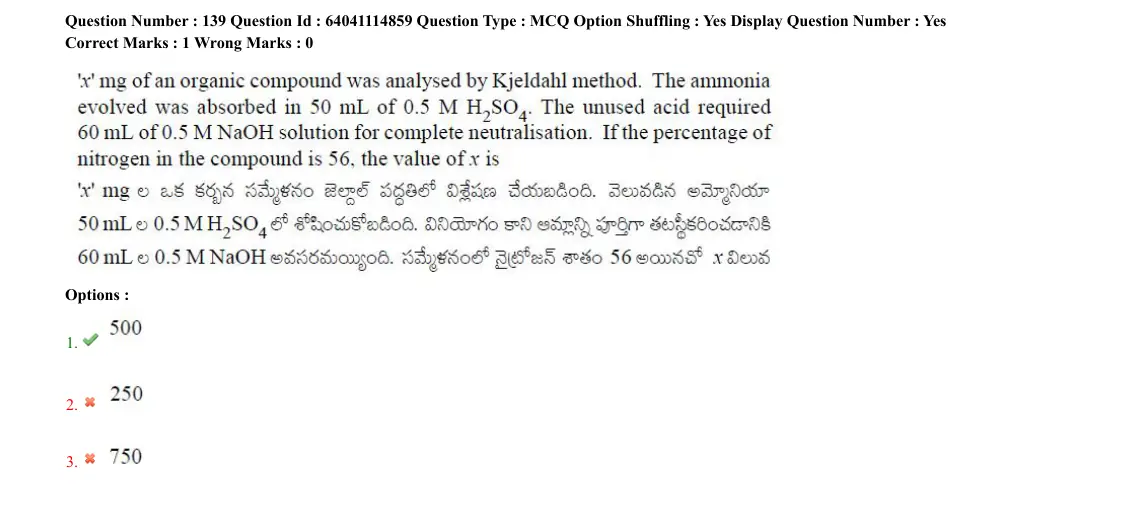 Question Number : 139 Question Id : 64041114859 Question Type : MCQ Option Shuffling : Yes Display Question Number : Yes
Correct Marks : 1 Wrong Marks : 0
'x' mg of an organic compound was analysed by Kjeldahl method. The ammonia
evolved was absorbed in 50 mL of 0.5 M H₂SO₄. The unused acid required
60 mL of 0.5 M NaOH solution for complete neutralisation. If the percentage of
nitrogen in the compound is 56, the value of x is
'x' mg ల ఒక కర్బన సమ్మేళనం జెల్దాల్ పద్ధతిలో విశ్లేషణ చేయబడింది. వెలువడిన అమ్మోనియా
50 mL ల 0.5 M H₂SO₄ లో శోషించుకోబడింది. వినియోగం కాని ఆమ్లాన్ని పూర్తిగా తటస్థీకరించడానికి
60 mL ల 0.5 M NaOH అవసరమయ్యింది. సమ్మేళనంలో నైట్రోజన్ శాతం 56 అయినచో x విలువ
Options :
1. ✔ 500
2. ✖ 250
3. ✖ 750